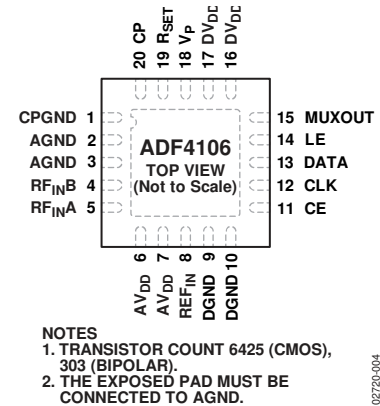 20 CP
19 RSET
18 VP
17 DVDD
16 DVDD
CPGND 1
AGND 2
AGND 3
RFINB 4
RFINA 5
ADF4106
TOP VIEW
(Not to Scale)
15 MUXOUT
14 LE
13 DATA
12 CLK
11 CE
AVDD 6
AVDD 7
REFIN 8
DGND 9
DGND 10
NOTES
1. TRANSISTOR COUNT 6425 (CMOS),
303 (BIPOLAR).
2. THE EXPOSED PAD MUST BE
CONNECTED TO AGND.
02720-004